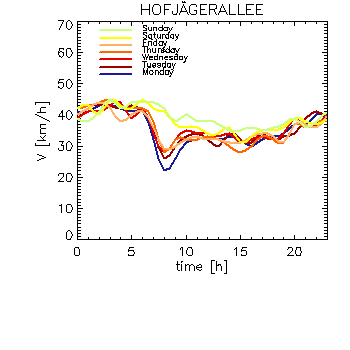 HOFJÄGERALLEE
Sunday
Saturday
Friday
Thursday
Wednesday
Tuesday
Monday
70
60
50
40
30
20
10
0
V [km/h]
0 5 10 15 20
time [h]